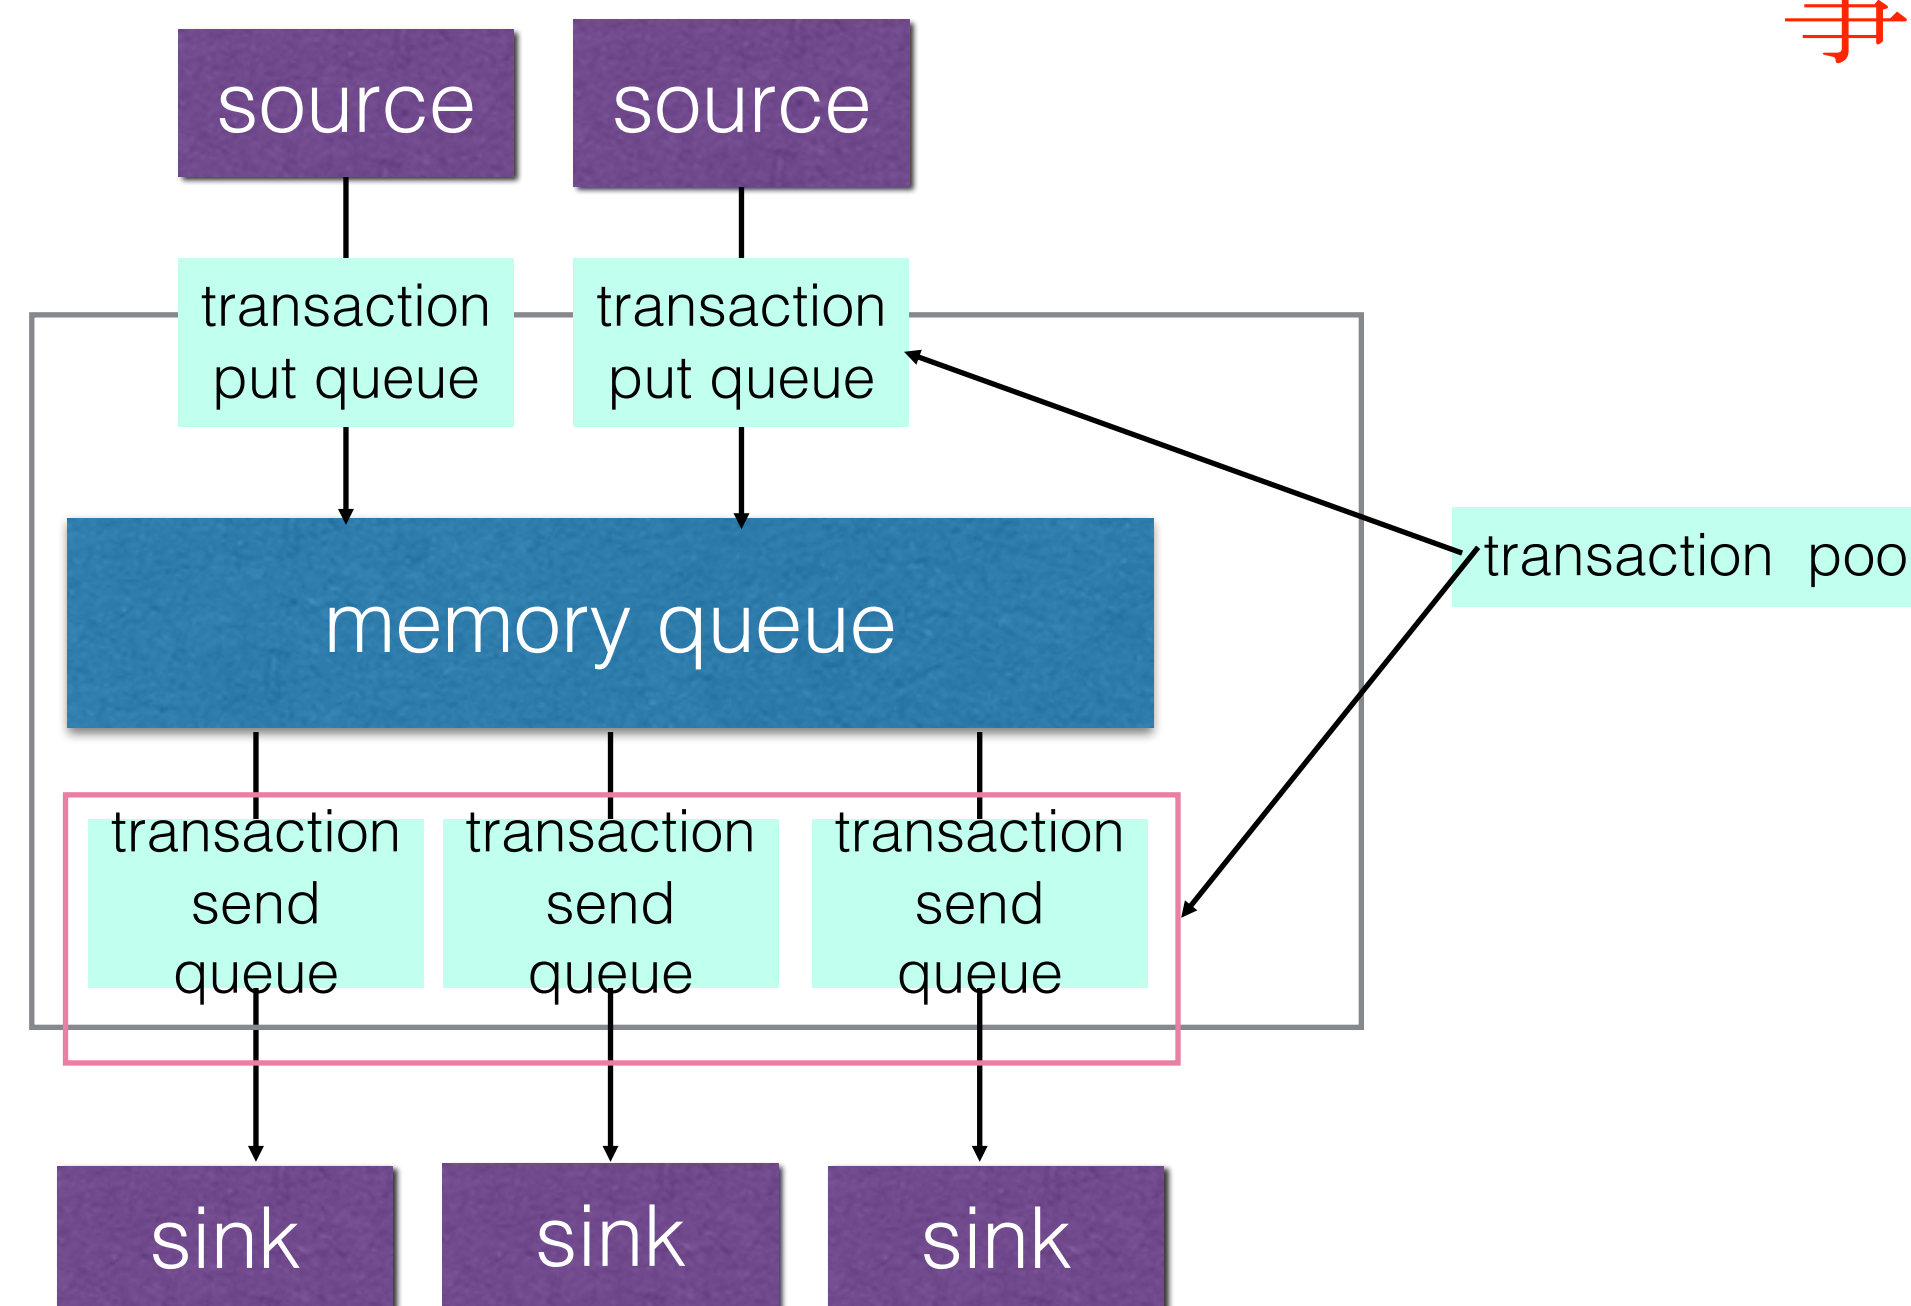 source
source
transaction
put queue
transaction
put queue
transaction poo
memory queue
transaction
send
queue
transaction
send
queue
transaction
send
queue
sink
sink
sink